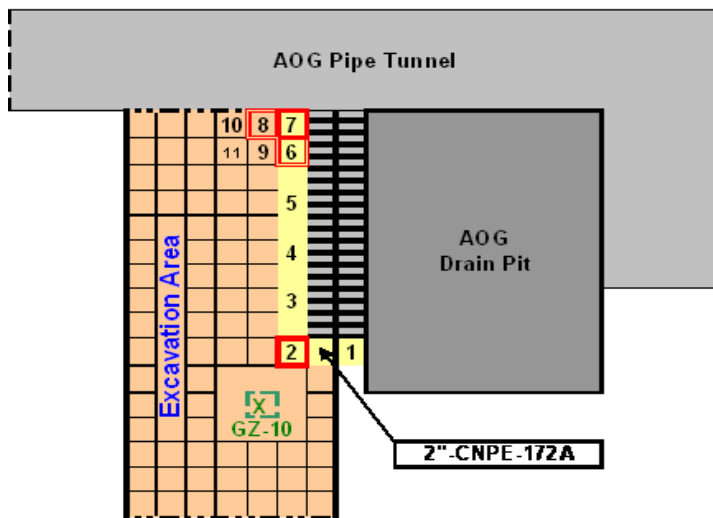 AOG Pipe Tunnel
10 8 7
11 9 6
5
AOG
Drain Pit
4
3
2 1
Excavation Area
X
GZ-10
2"-CNPE-172A